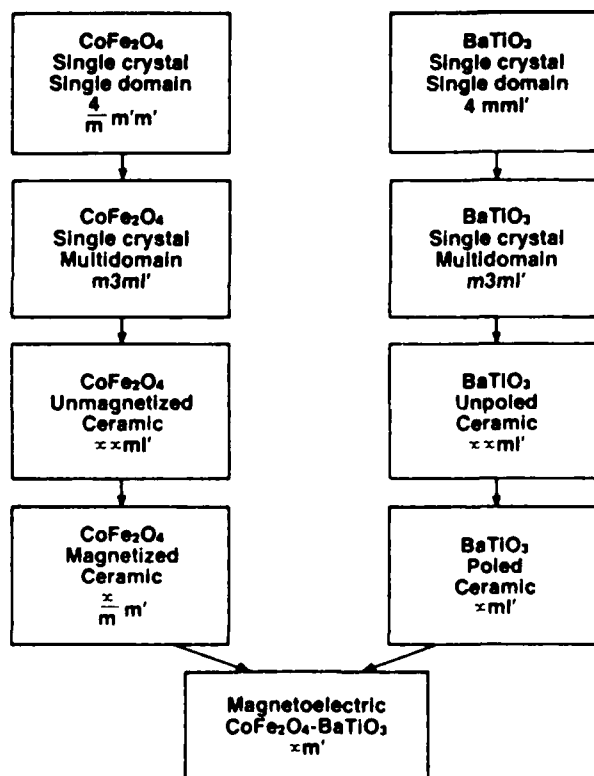 CoFe₂O₄
Single crystal
Single domain
4
m m′m′
BaTiO₃
Single crystal
Single domain
4 mml′
CoFe₂O₄
Single crystal
Multidomain
m3ml′
BaTiO₃
Single crystal
Multidomain
m3ml′
CoFe₂O₄
Unmagnetized
Ceramic
∞∞ml′
BaTiO₃
Unpoled
Ceramic
∞∞ml′
CoFe₂O₄
Magnetized
Ceramic
∞
m m′
BaTiO₃
Poled
Ceramic
∞ml′
Magnetoelectric
CoFe₂O₄-BaTiO₃
∞m′